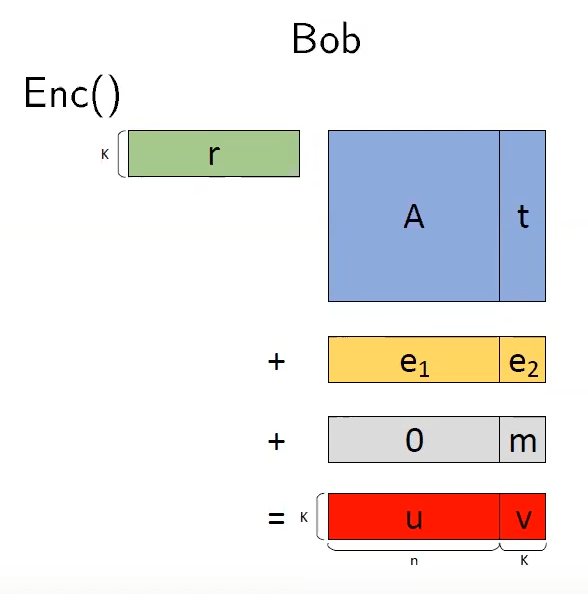 Bob
Enc()
K r
A t
+ e₁ e₂
+ 0 m
= K u v
n K